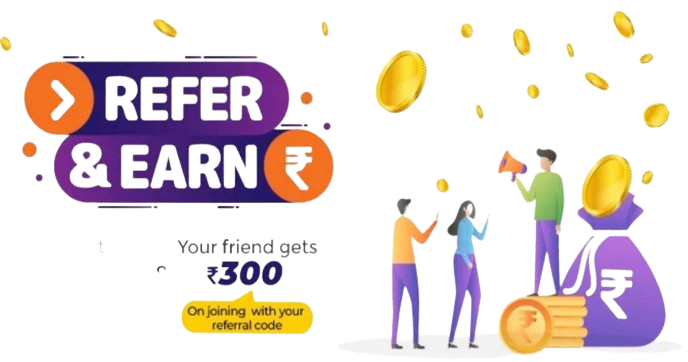 REFER
& EARN ₹
Your friend gets
₹300
On joining with your
referral code
₹
₹